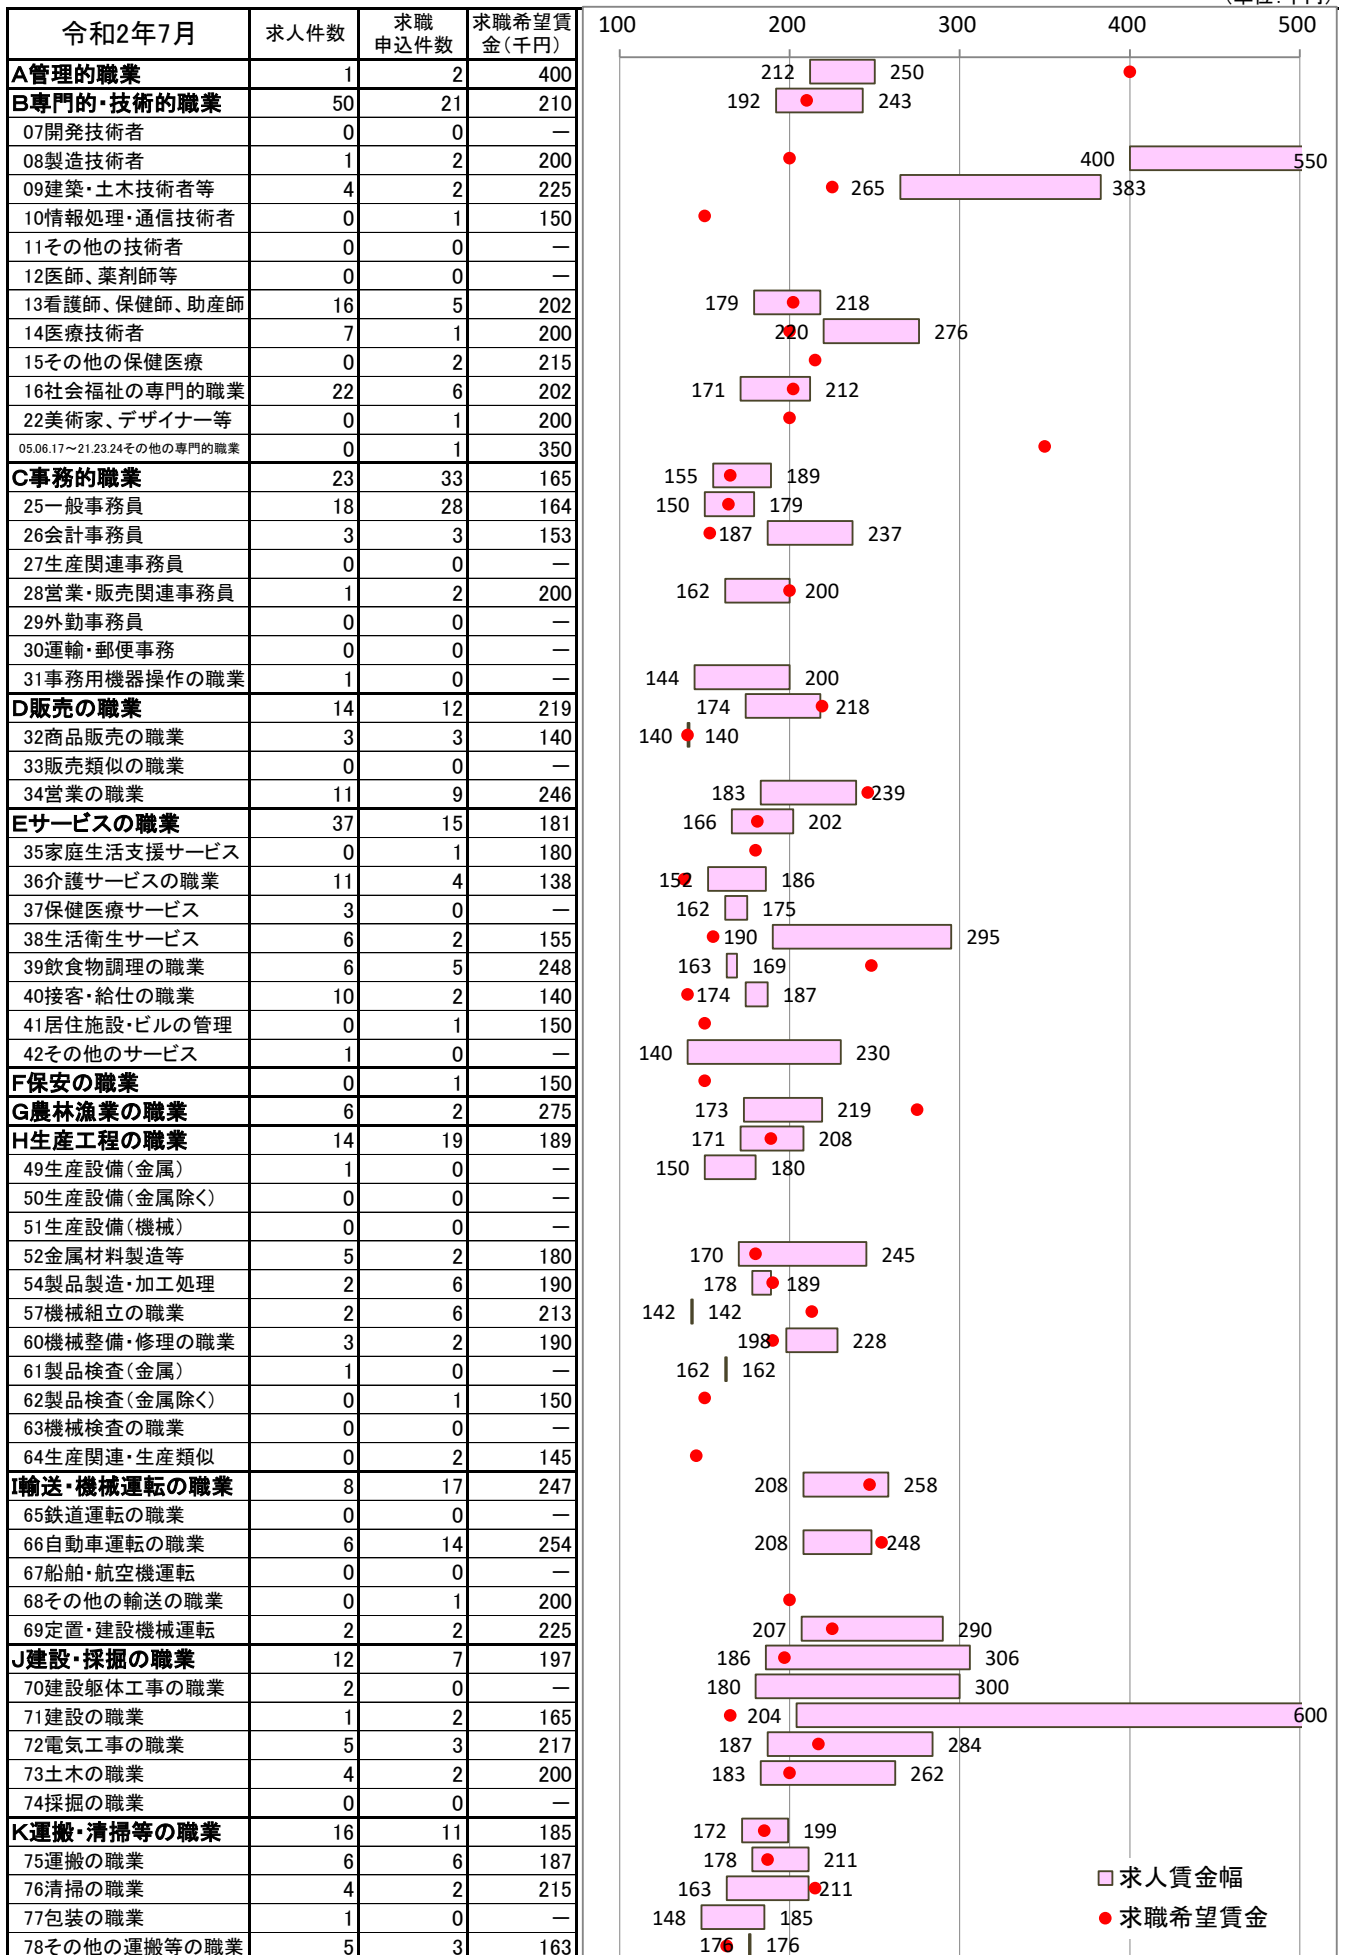 (単位:千円)
令和2年7月 求人件数 求職申込件数 求職希望賃金(千円) 100 200 300 400 500
A管理的職業 1 2 400 212 250
B専門的・技術的職業 50 21 210 192 243
07開発技術者 0 0 —
08製造技術者 1 2 200 400 550
09建築・土木技術者等 4 2 225 265 383
10情報処理・通信技術者 0 1 150
11その他の技術者 0 0 —
12医師、薬剤師等 0 0 —
13看護師、保健師、助産師 16 5 202 179 218
14医療技術者 7 1 200 220 276
15その他の保健医療 0 2 215
16社会福祉の専門的職業 22 6 202 171 212
22美術家、デザイナー等 0 1 200
05.06.17～21.23.24その他の専門的職業 0 1 350
C事務的職業 23 33 165 155 189
25一般事務員 18 28 164 150 179
26会計事務員 3 3 153 187 237
27生産関連事務員 0 0 —
28営業・販売関連事務員 1 2 200 162 200
29外勤事務員 0 0 —
30運輸・郵便事務 0 0 —
31事務用機器操作の職業 1 0 — 144 200
D販売の職業 14 12 219 174 218
32商品販売の職業 3 3 140 140 140
33販売類似の職業 0 0 —
34営業の職業 11 9 246 183 239
Eサービスの職業 37 15 181 166 202
35家庭生活支援サービス 0 1 180
36介護サービスの職業 11 4 138 152 186
37保健医療サービス 3 0 — 162 175
38生活衛生サービス 6 2 155 190 295
39飲食物調理の職業 6 5 248 163 169
40接客・給仕の職業 10 2 140 174 187
41居住施設・ビルの管理 0 1 150
42その他のサービス 1 0 — 140 230
F保安の職業 0 1 150
G農林漁業の職業 6 2 275 173 219
H生産工程の職業 14 19 189 171 208
49生産設備(金属) 1 0 — 150 180
50生産設備(金属除く) 0 0 —
51生産設備(機械) 0 0 —
52金属材料製造等 5 2 180 170 245
54製品製造・加工処理 2 6 190 178 189
57機械組立の職業 2 6 213 142 142
60機械整備・修理の職業 3 2 190 198 228
61製品検査(金属) 1 0 — 162 162
62製品検査(金属除く) 0 1 150
63機械検査の職業 0 0 —
64生産関連・生産類似 0 2 145
I輸送・機械運転の職業 8 17 247 208 258
65鉄道運転の職業 0 0 —
66自動車運転の職業 6 14 254 208 248
67船舶・航空機運転 0 0 —
68その他の輸送の職業 0 1 200
69定置・建設機械運転 2 2 225 207 290
J建設・採掘の職業 12 7 197 186 306
70建設躯体工事の職業 2 0 — 180 300
71建設の職業 1 2 165 204 600
72電気工事の職業 5 3 217 187 284
73土木の職業 4 2 200 183 262
74採掘の職業 0 0 —
K運搬・清掃等の職業 16 11 185 172 199
75運搬の職業 6 6 187 178 211
76清掃の職業 4 2 215 163 211
77包装の職業 1 0 — 148 185
78その他の運搬等の職業 5 3 163 176 176
求人賃金幅
求職希望賃金